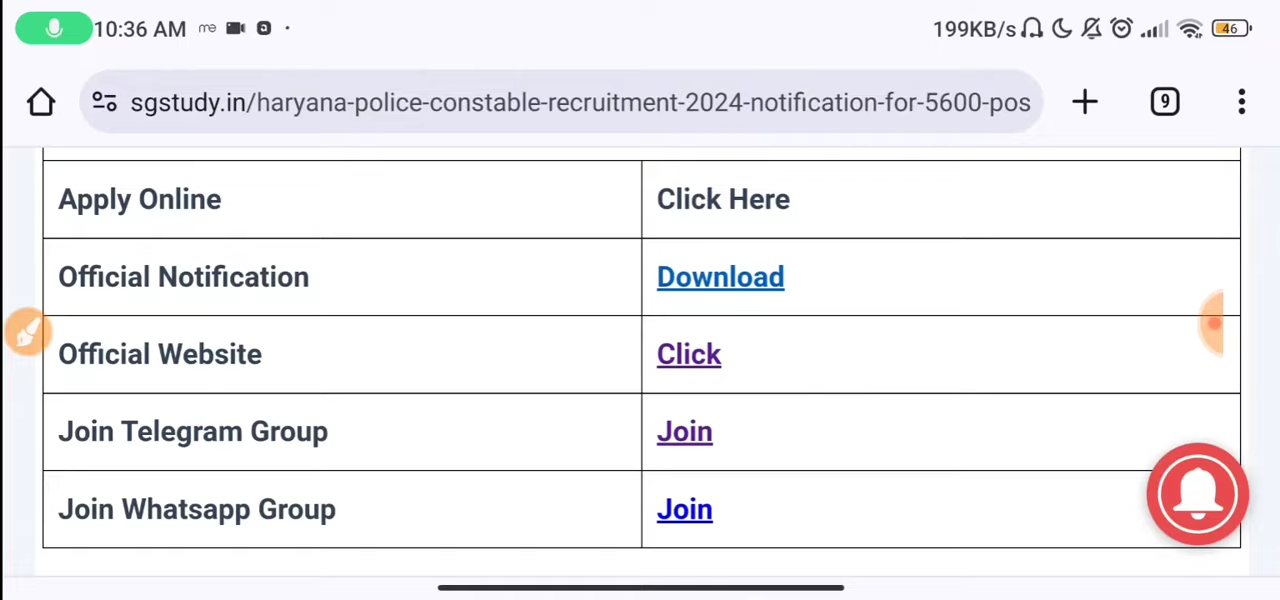 10:36 AM me 199KB/s 46
sgstudy.in/haryana-police-constable-recruitment-2024-notification-for-5600-pos 9
Apply Online Click Here
Official Notification Download
Official Website Click
Join Telegram Group Join
Join Whatsapp Group Join